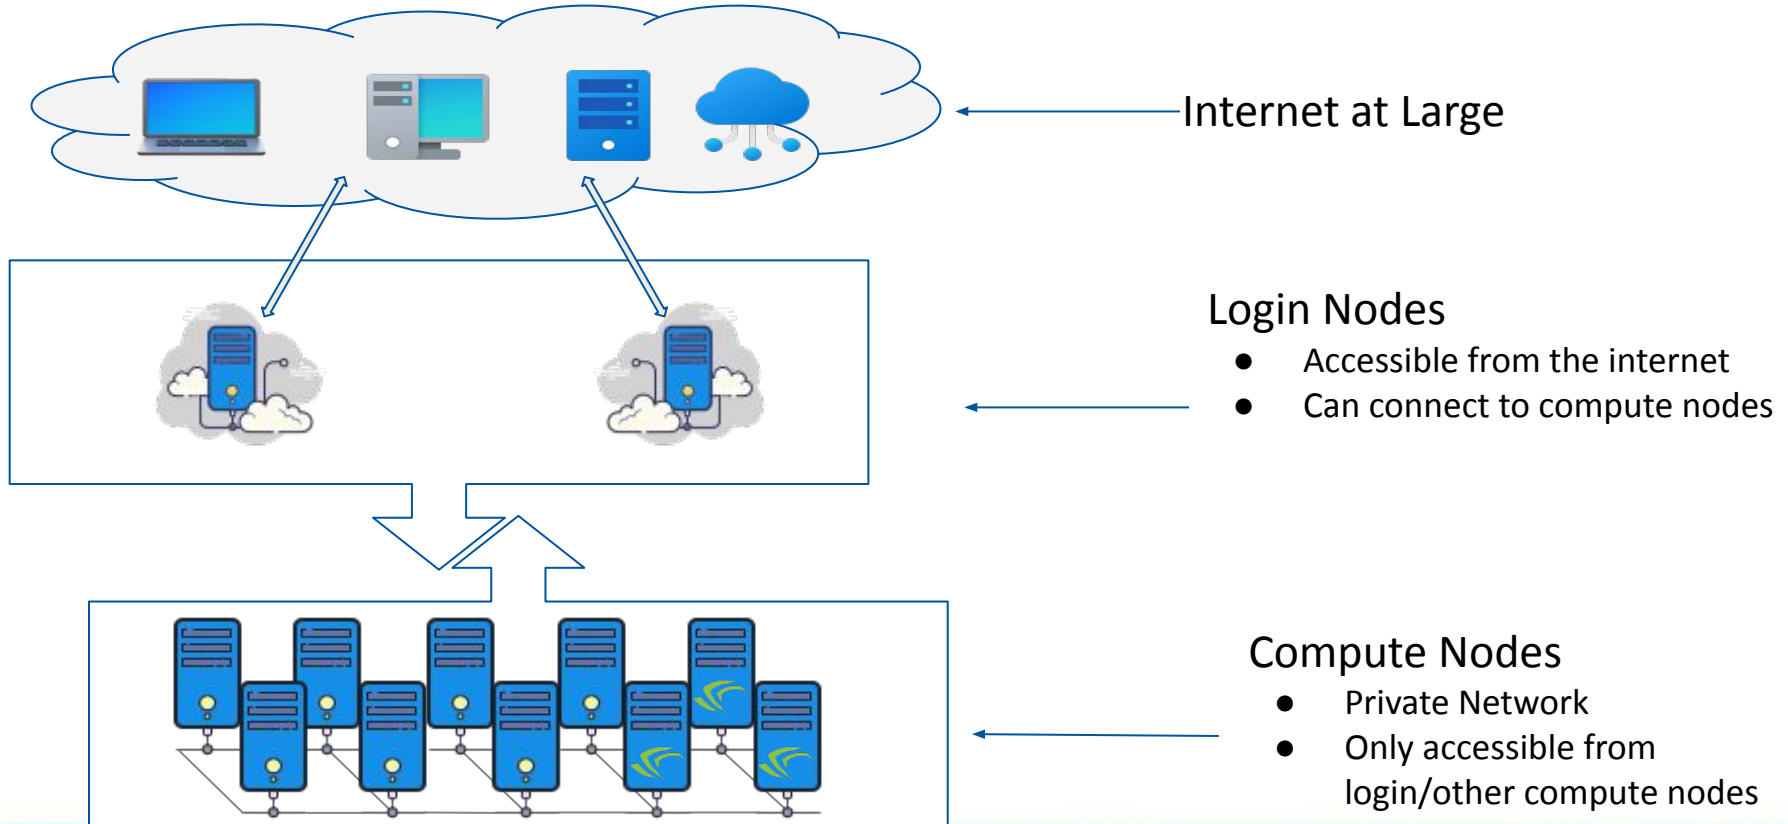 Internet at Large
Login Nodes
● Accessible from the internet
● Can connect to compute nodes
Compute Nodes
● Private Network
● Only accessible from
login/other compute nodes